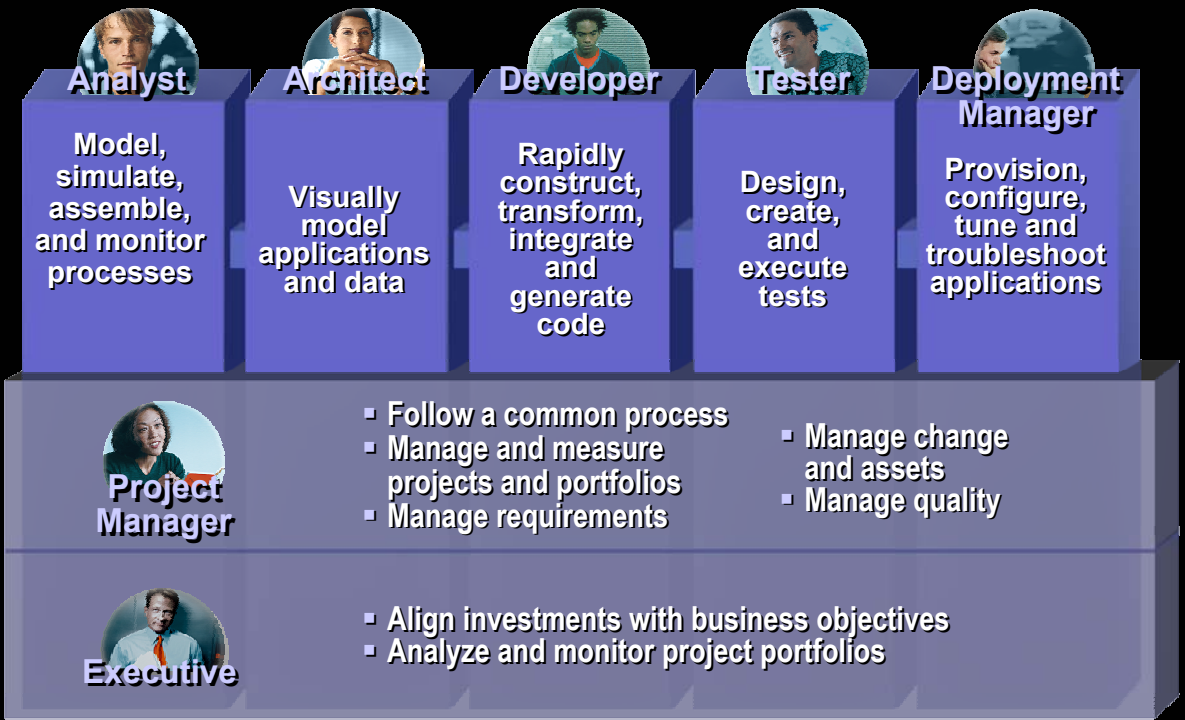 Analyst
Model,
simulate,
assemble,
and monitor
processes
Architect
Visually
model
applications
and data
Developer
Rapidly
construct,
transform,
integrate
and
generate
code
Tester
Design,
create,
and
execute
tests
Deployment
Manager
Provision,
configure,
tune and
troubleshoot
applications
Project
Manager
▪ Follow a common process
▪ Manage and measure
projects and portfolios
▪ Manage requirements
▪ Manage change
and assets
▪ Manage quality
Executive
▪ Align investments with business objectives
▪ Analyze and monitor project portfolios